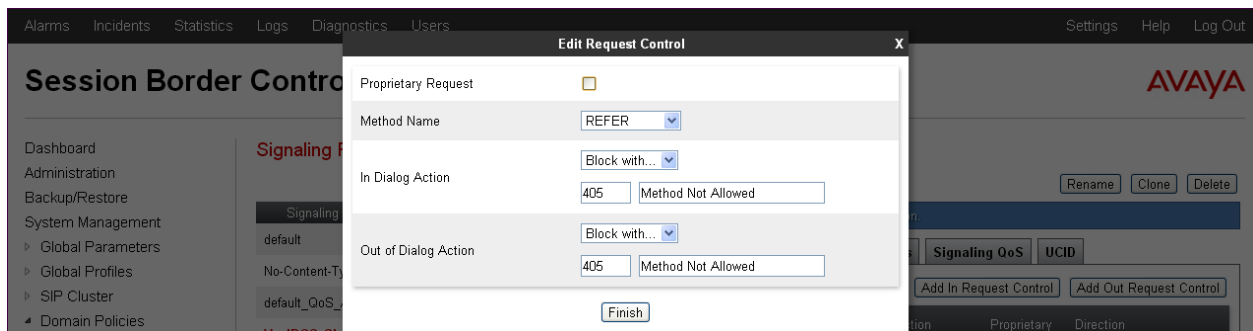 Alarms Incidents Statistics Logs Diagnostics Users Settings Help Log Out
Edit Request Control X
Session Border Contro
AVAYA
Proprietary Request
Method Name REFER
In Dialog Action Block with...
405 Method Not Allowed
Out of Dialog Action Block with...
405 Method Not Allowed
Finish
Dashboard
Administration
Backup/Restore
System Management
Global Parameters
Global Profiles
SIP Cluster
Domain Policies
Signaling
Rename Clone Delete
Signaling
default
No-Content-Ty
default_QoS_
n.
s Signaling QoS UCID
Add In Request Control Add Out Request Control
tion Proprietary Direction